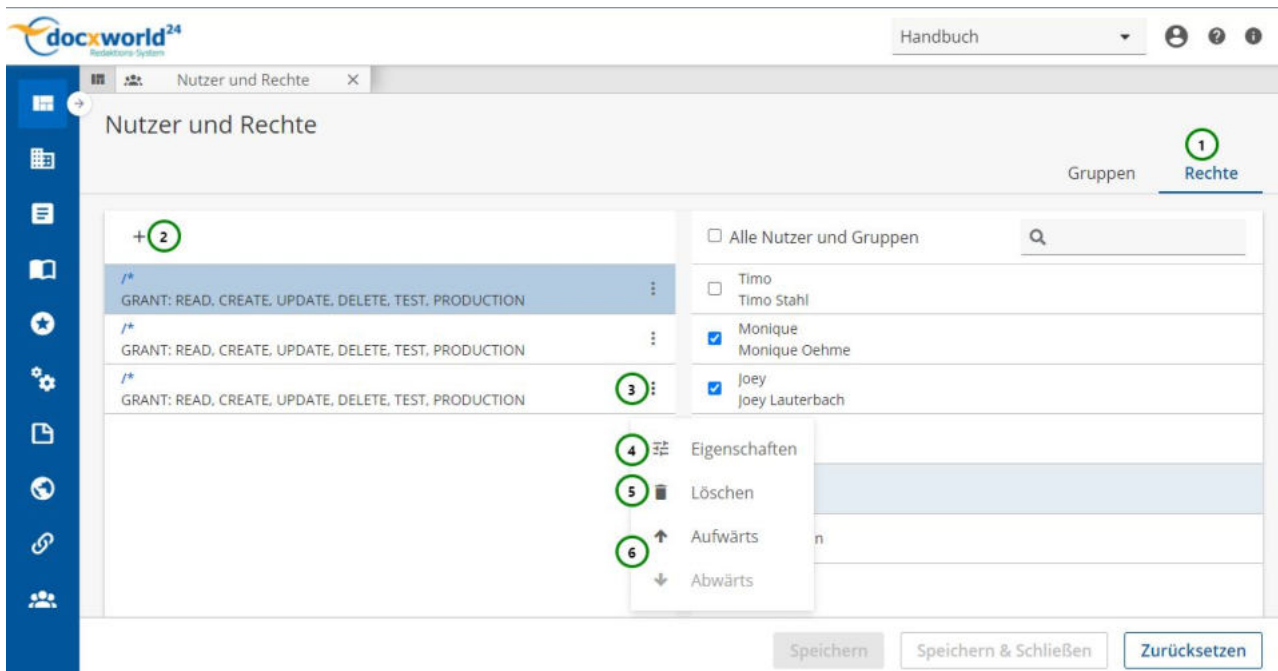 docxworld24
Redaktions-System
Handbuch
Nutzer und Rechte
Nutzer und Rechte
1
Gruppen
Rechte
+ 2
Alle Nutzer und Gruppen
/*
GRANT: READ, CREATE, UPDATE, DELETE, TEST, PRODUCTION
Timo
Timo Stahl
/*
GRANT: READ, CREATE, UPDATE, DELETE, TEST, PRODUCTION
Monique
Monique Oehme
/*
GRANT: READ, CREATE, UPDATE, DELETE, TEST, PRODUCTION
3
Joey
Joey Lauterbach
4 Eigenschaften
5 Löschen
6
Aufwärts
n
Abwärts
Speichern
Speichern & Schließen
Zurücksetzen